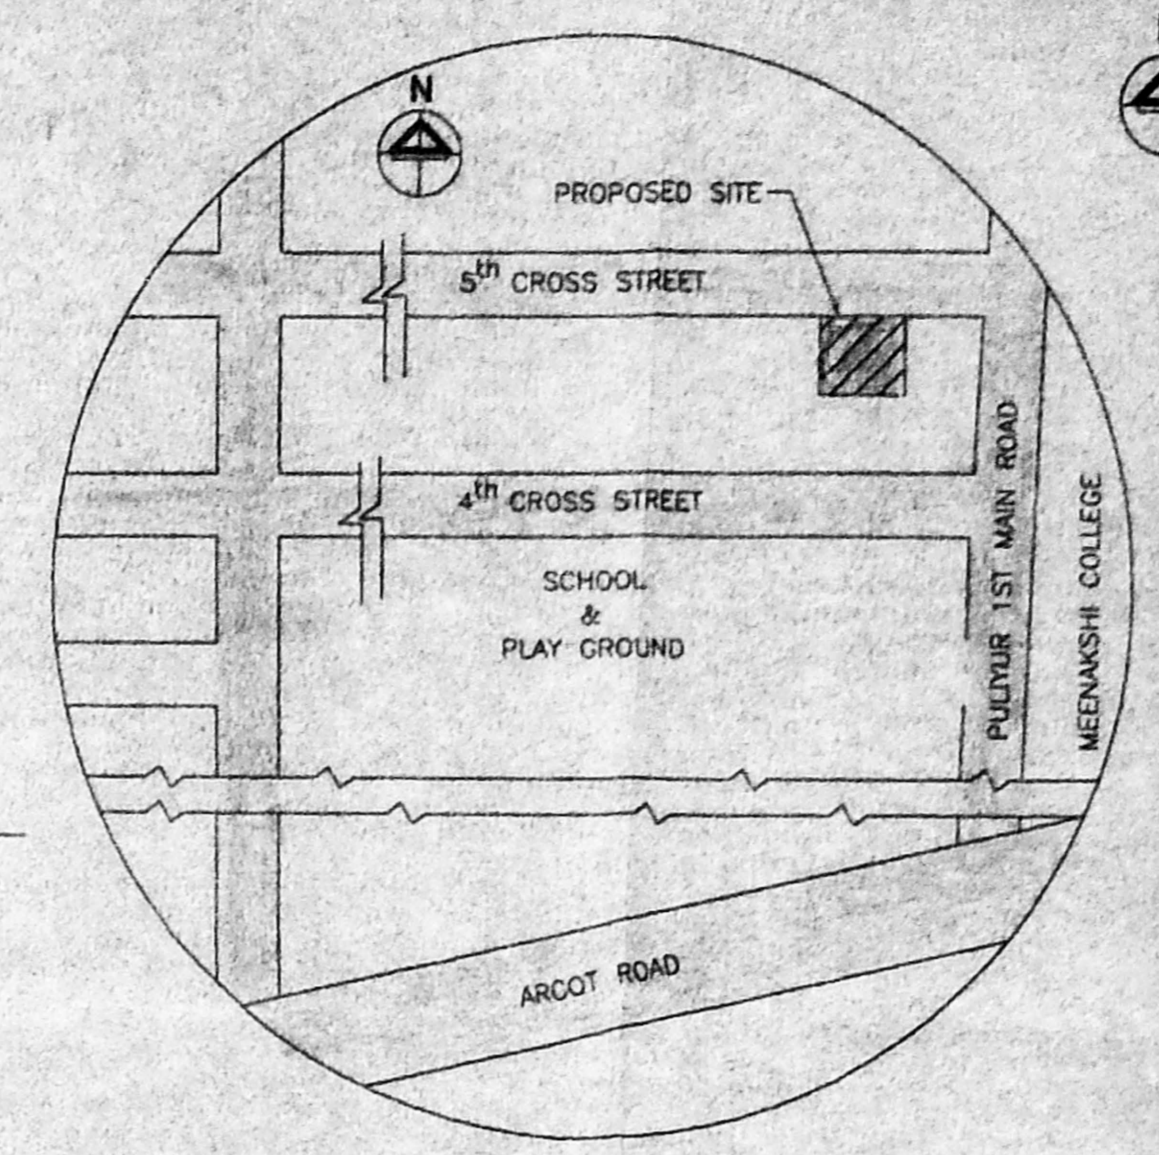 N
PROPOSED SITE
5th CROSS STREET
4th CROSS STREET
SCHOOL
&
PLAY GROUND
PULIYUR 1ST MAIN ROAD
MEENAKSHI COLLEGE
ARCOT ROAD